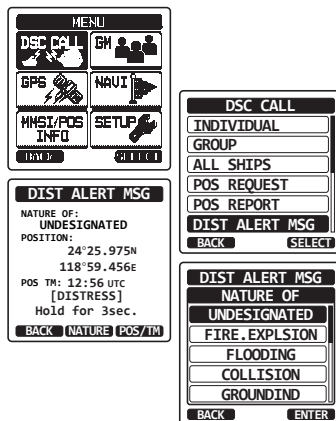 MENU
DSC CALL
GM
GPS
NAVI
MMSI/POS
INFO
SETUP
BACK
SELECT
DSC CALL
INDIVIDUAL
GROUP
ALL SHIPS
POS REQUEST
POS REPORT
DIST ALERT MSG
BACK SELECT
DIST ALERT MSG
NATURE OF:
UNDESIGNATED
POSITION:
24°25.975N
118°59.456E
POS TM: 12:56 UTC
[DISTRESS]
Hold for 3sec.
BACK NATURE POS/TM
DIST ALERT MSG
NATURE OF
UNDESIGNATED
FIRE.EXPLSION
FLOODING
COLLISION
GROUNDIND
BACK ENTER